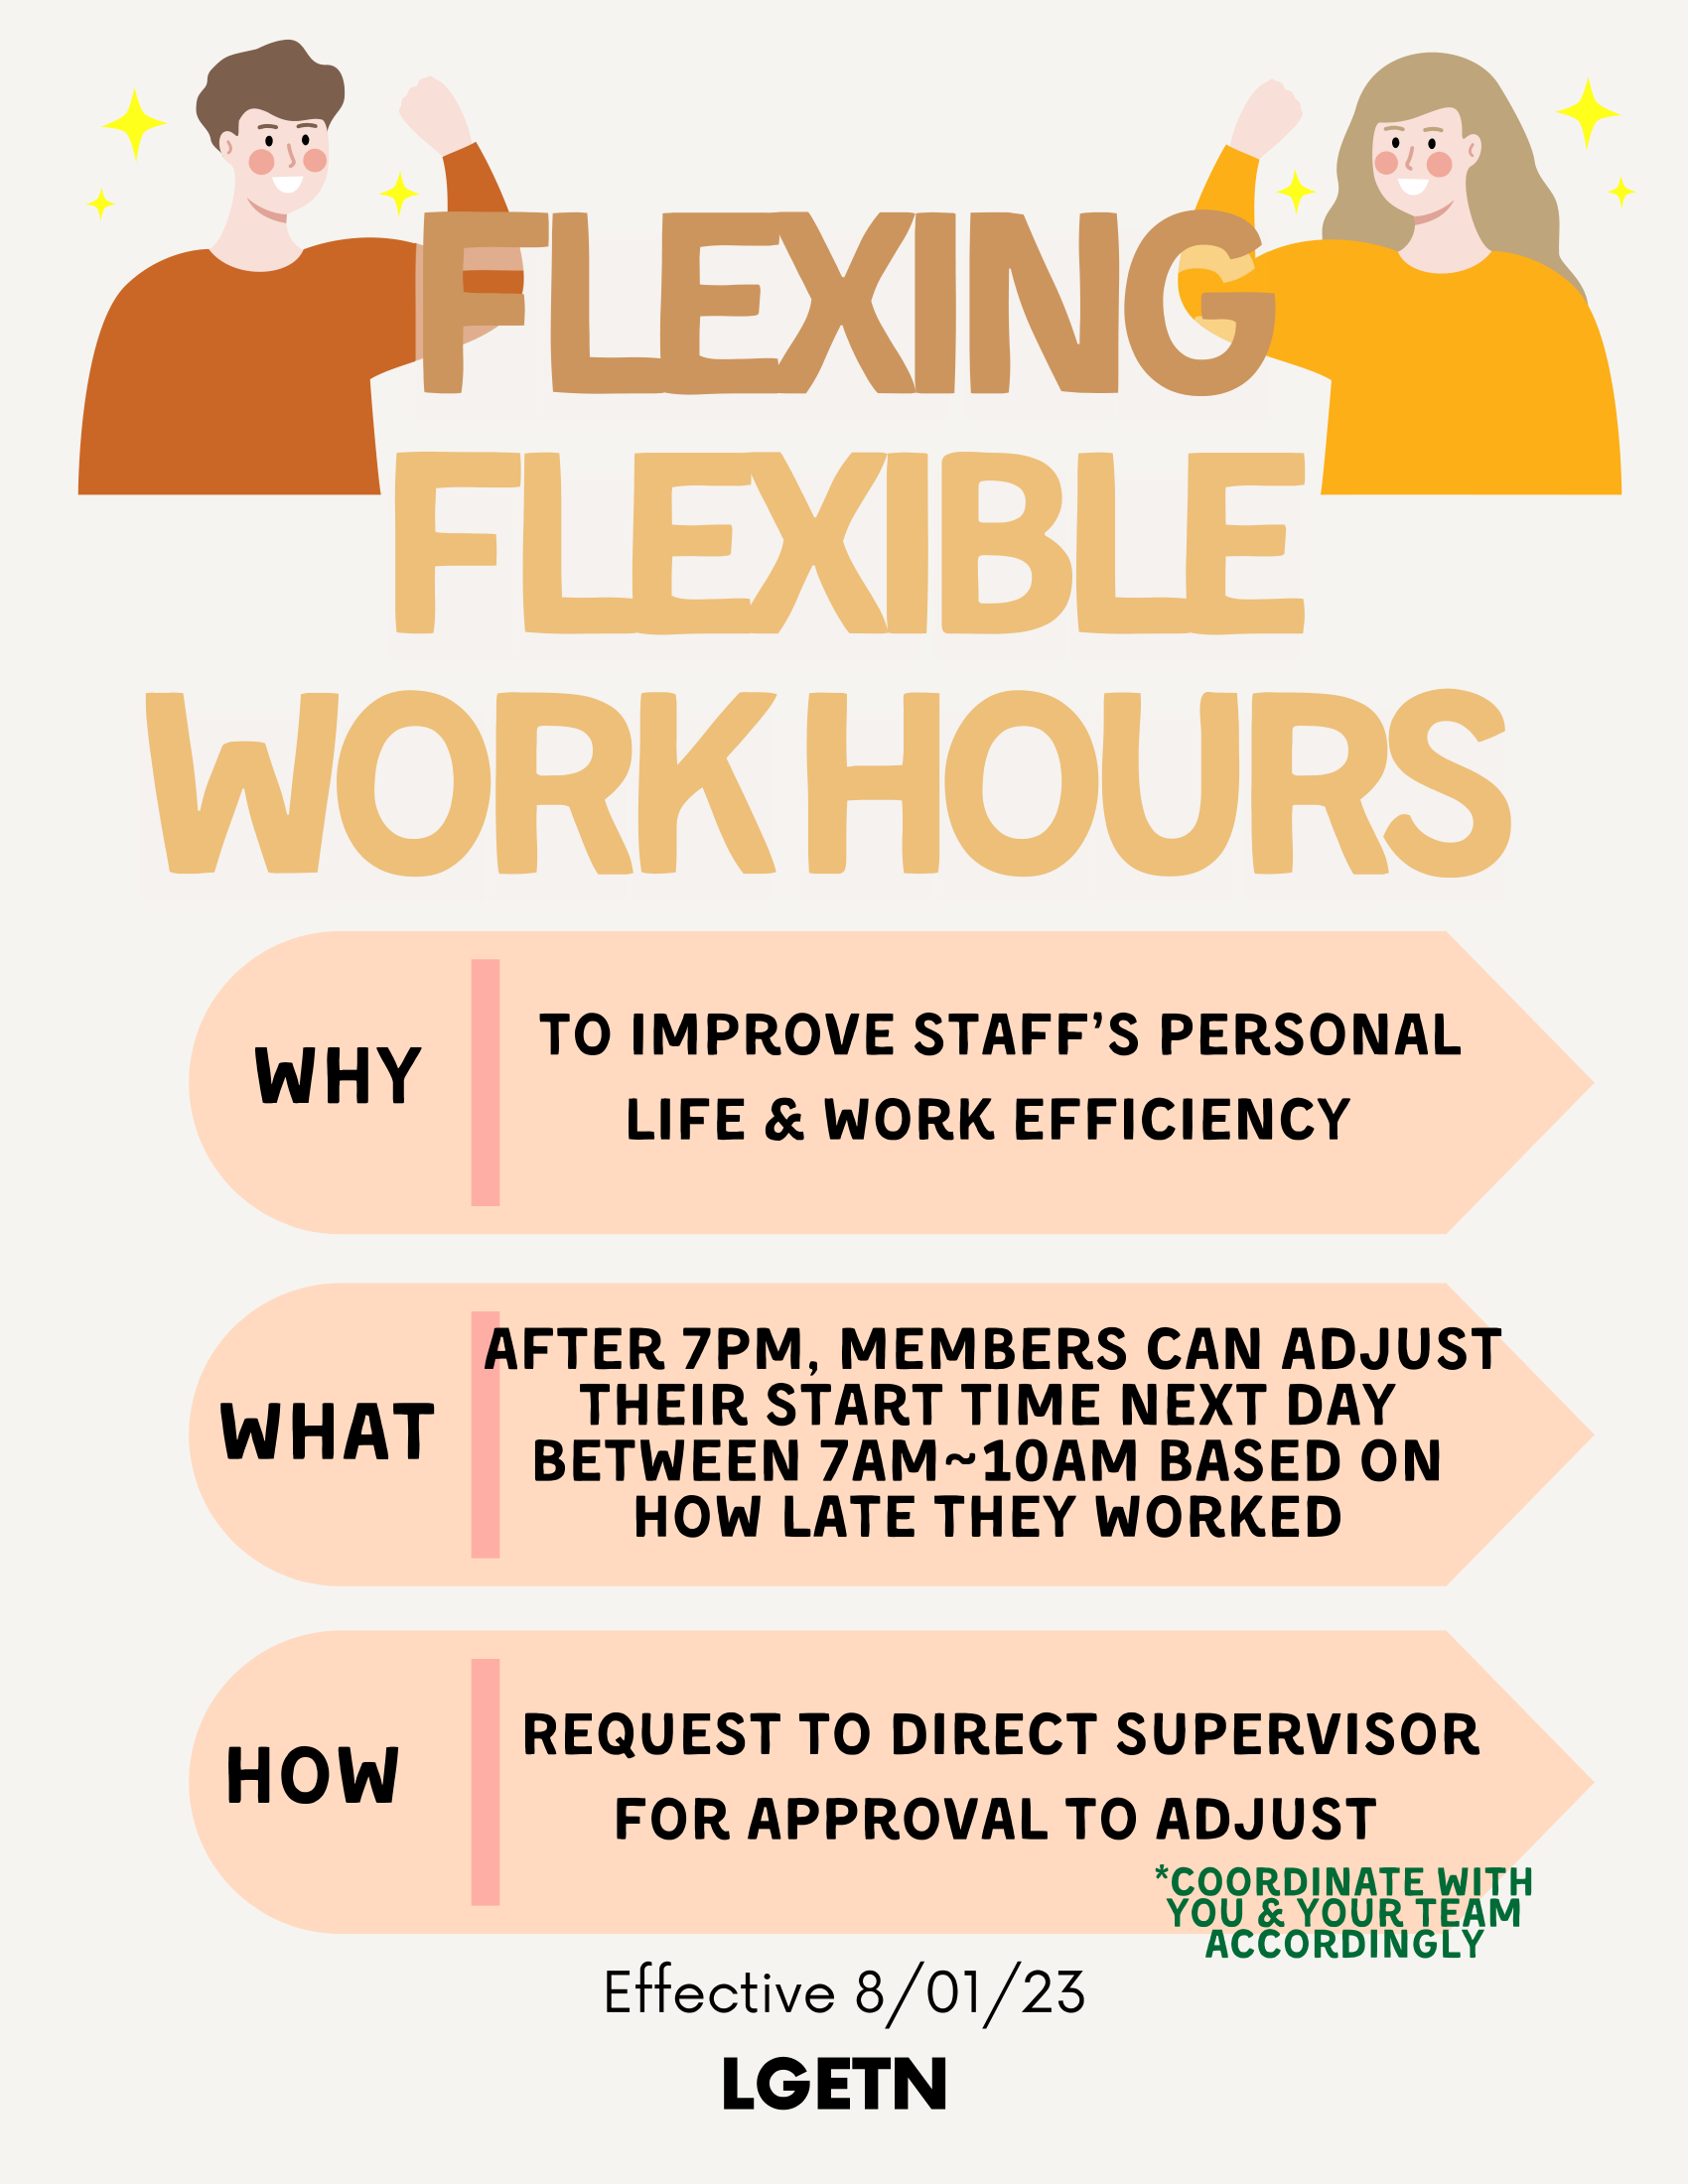 FLEXING
FLEXIBLE
WORK HOURS
WHY
TO IMPROVE STAFF'S PERSONAL
LIFE & WORK EFFICIENCY
WHAT
AFTER 7PM, MEMBERS CAN ADJUST
THEIR START TIME NEXT DAY
BETWEEN 7AM~10AM BASED ON
HOW LATE THEY WORKED
HOW
REQUEST TO DIRECT SUPERVISOR
FOR APPROVAL TO ADJUST
*COORDINATE WITH
YOU & YOUR TEAM
ACCORDINGLY
Effective 8/01/23
LGETN